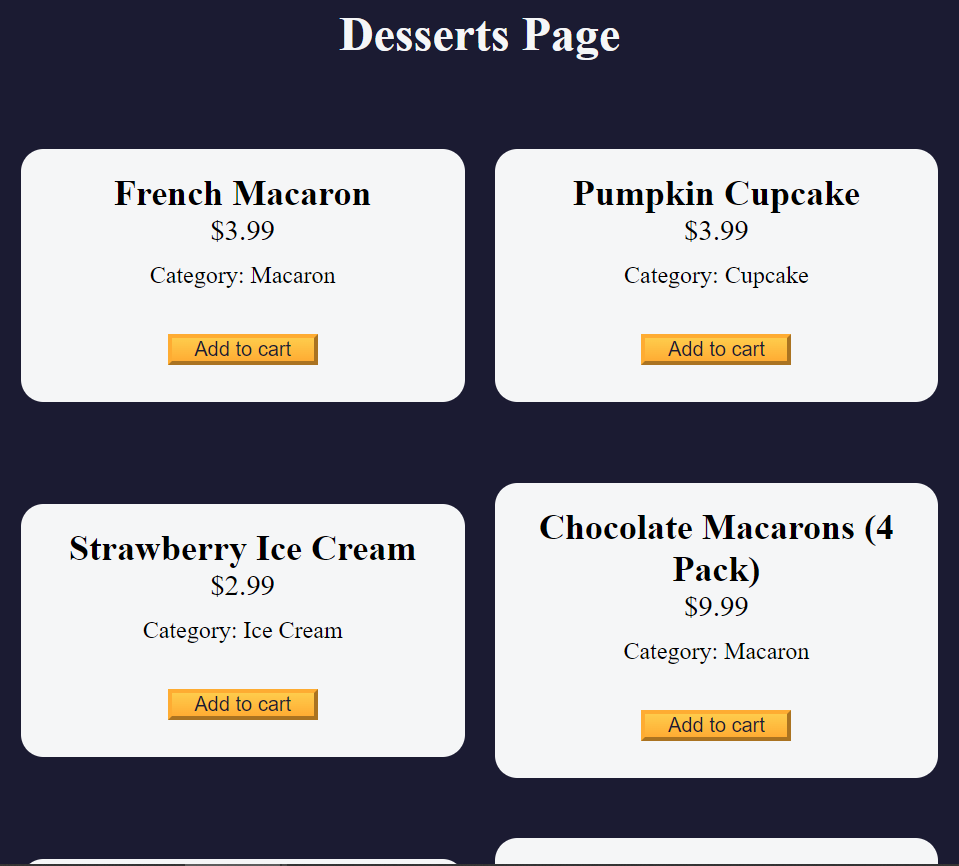 Desserts Page
French Macaron
$3.99
Category: Macaron
Add to cart
Pumpkin Cupcake
$3.99
Category: Cupcake
Add to cart
Strawberry Ice Cream
$2.99
Category: Ice Cream
Add to cart
Chocolate Macarons (4
Pack)
$9.99
Category: Macaron
Add to cart